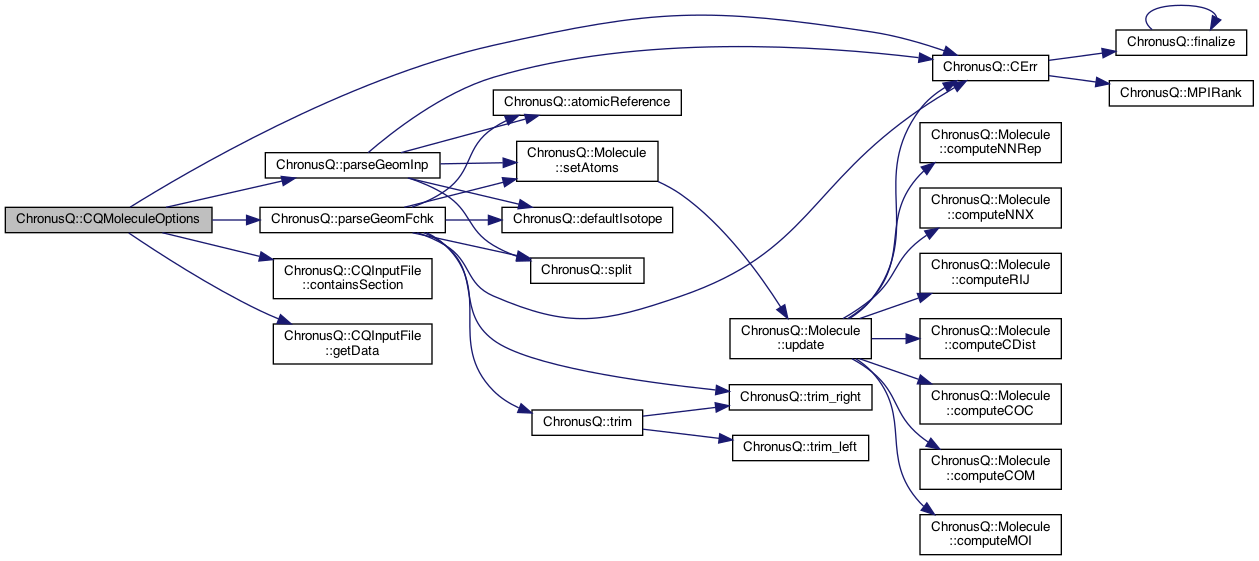 ChronusQ::CQMoleculeOptions
ChronusQ::parseGeomInp
ChronusQ::parseGeomFchk
ChronusQ::CQInputFile
::containsSection
ChronusQ::CQInputFile
::getData
ChronusQ::atomicReference
ChronusQ::Molecule
::setAtoms
ChronusQ::defaultIsotope
ChronusQ::split
ChronusQ::trim
ChronusQ::Molecule
::update
ChronusQ::trim_right
ChronusQ::trim_left
ChronusQ::CErr
ChronusQ::Molecule
::computeNNRep
ChronusQ::Molecule
::computeNNX
ChronusQ::Molecule
::computeRIJ
ChronusQ::Molecule
::computeCDist
ChronusQ::Molecule
::computeCOC
ChronusQ::Molecule
::computeCOM
ChronusQ::Molecule
::computeMOI
ChronusQ::finalize
ChronusQ::MPIRank